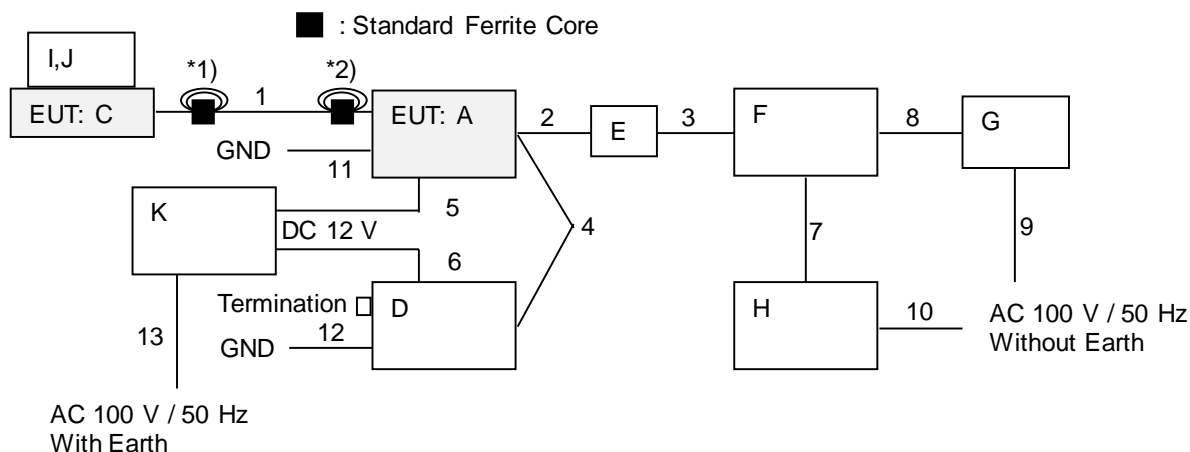 ■ : Standard Ferrite Core
I,J
*1)
*2)
1
EUT: C
EUT: A
2
E
3
F
8
G
GND
11
K
5
DC 12 V
4
7
9
6
Termination
D
H
10
AC 100 V / 50 Hz
Without Earth
13
12
GND
AC 100 V / 50 Hz
With Earth